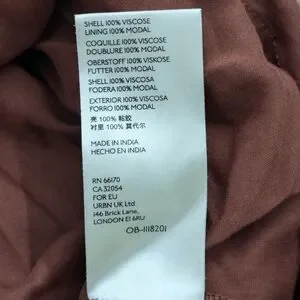 SHELL 100% VISCOSE
LINING 100% MODAL
COQUILLE 100% VISCOSE
DOUBLURE 100% MODAL
OBERSTOFF 100% VISKOSE
FUTTER 100% MODAL
SHELL 100% VISCOSA
FODERA 100% MODAL
EXTERIOR 100% VISCOSA
FORRO 100% MODAL
壳 100% 粘胶
衬里 100% 莫代尔
MADE IN INDIA
HECHO EN INDIA
RN 66170
CA 32054
FOR EU
URBN UK Ltd
146 Brick Lane,
LONDON E1 6RU
OB-1118201